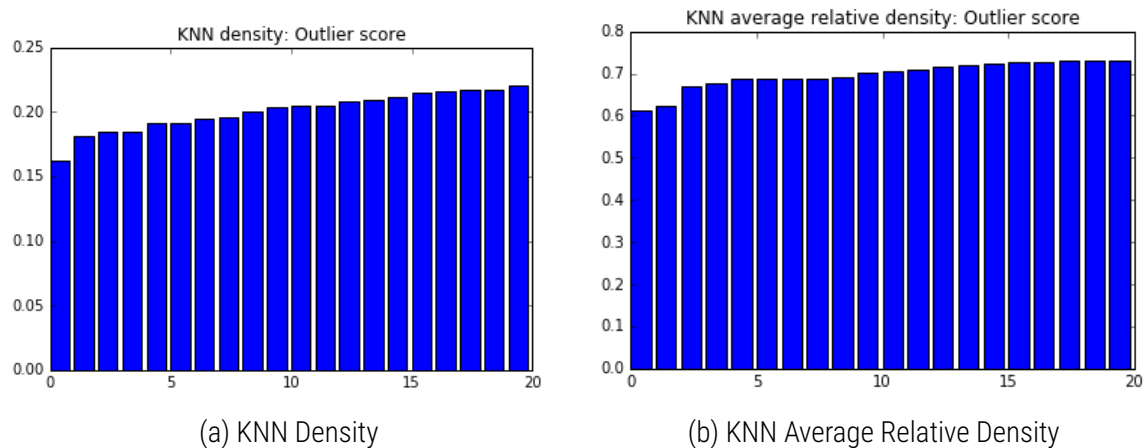 KNN density: Outlier score
0.25
0.20
0.15
0.10
0.05
0.00
0 5 10 15 20
(a) KNN Density
KNN average relative density: Outlier score
0.8
0.7
0.6
0.5
0.4
0.3
0.2
0.1
0.0
0 5 10 15 20
(b) KNN Average Relative Density